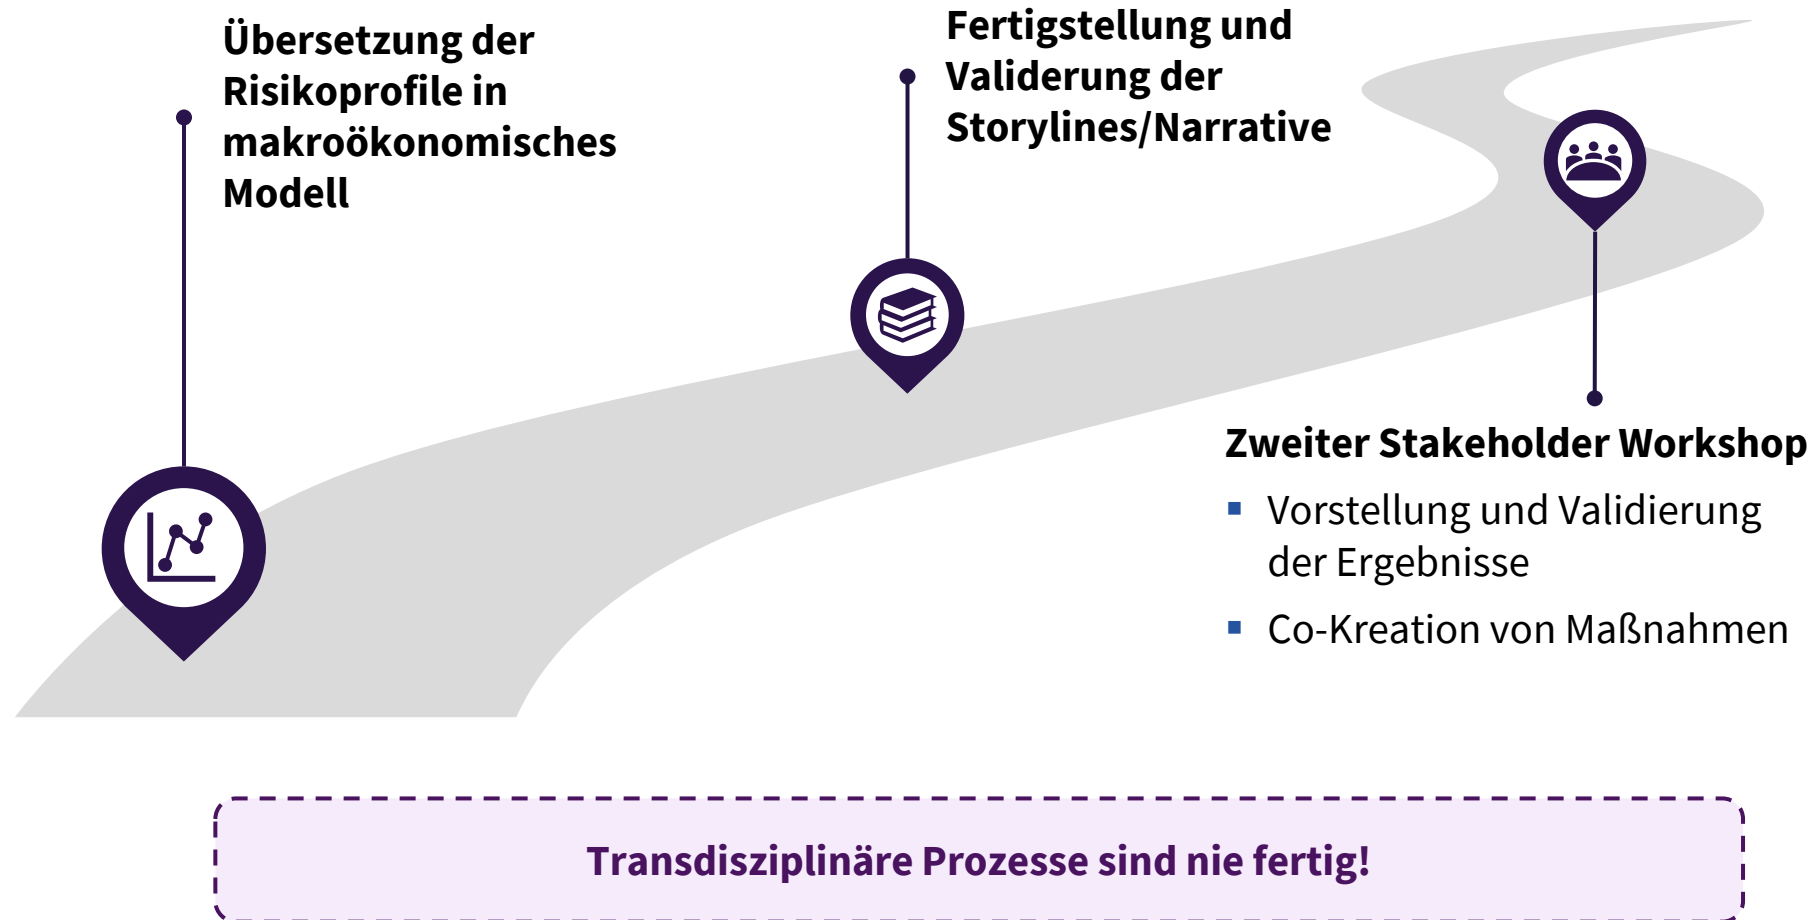 Übersetzung der
Risikoprofile in
makroökonomisches
Modell
Fertigstellung und
Validerung der
Storylines/Narrative
Zweiter Stakeholder Workshop
▪ Vorstellung und Validierung
der Ergebnisse
▪ Co-Kreation von Maßnahmen
Transdisziplinäre Prozesse sind nie fertig!